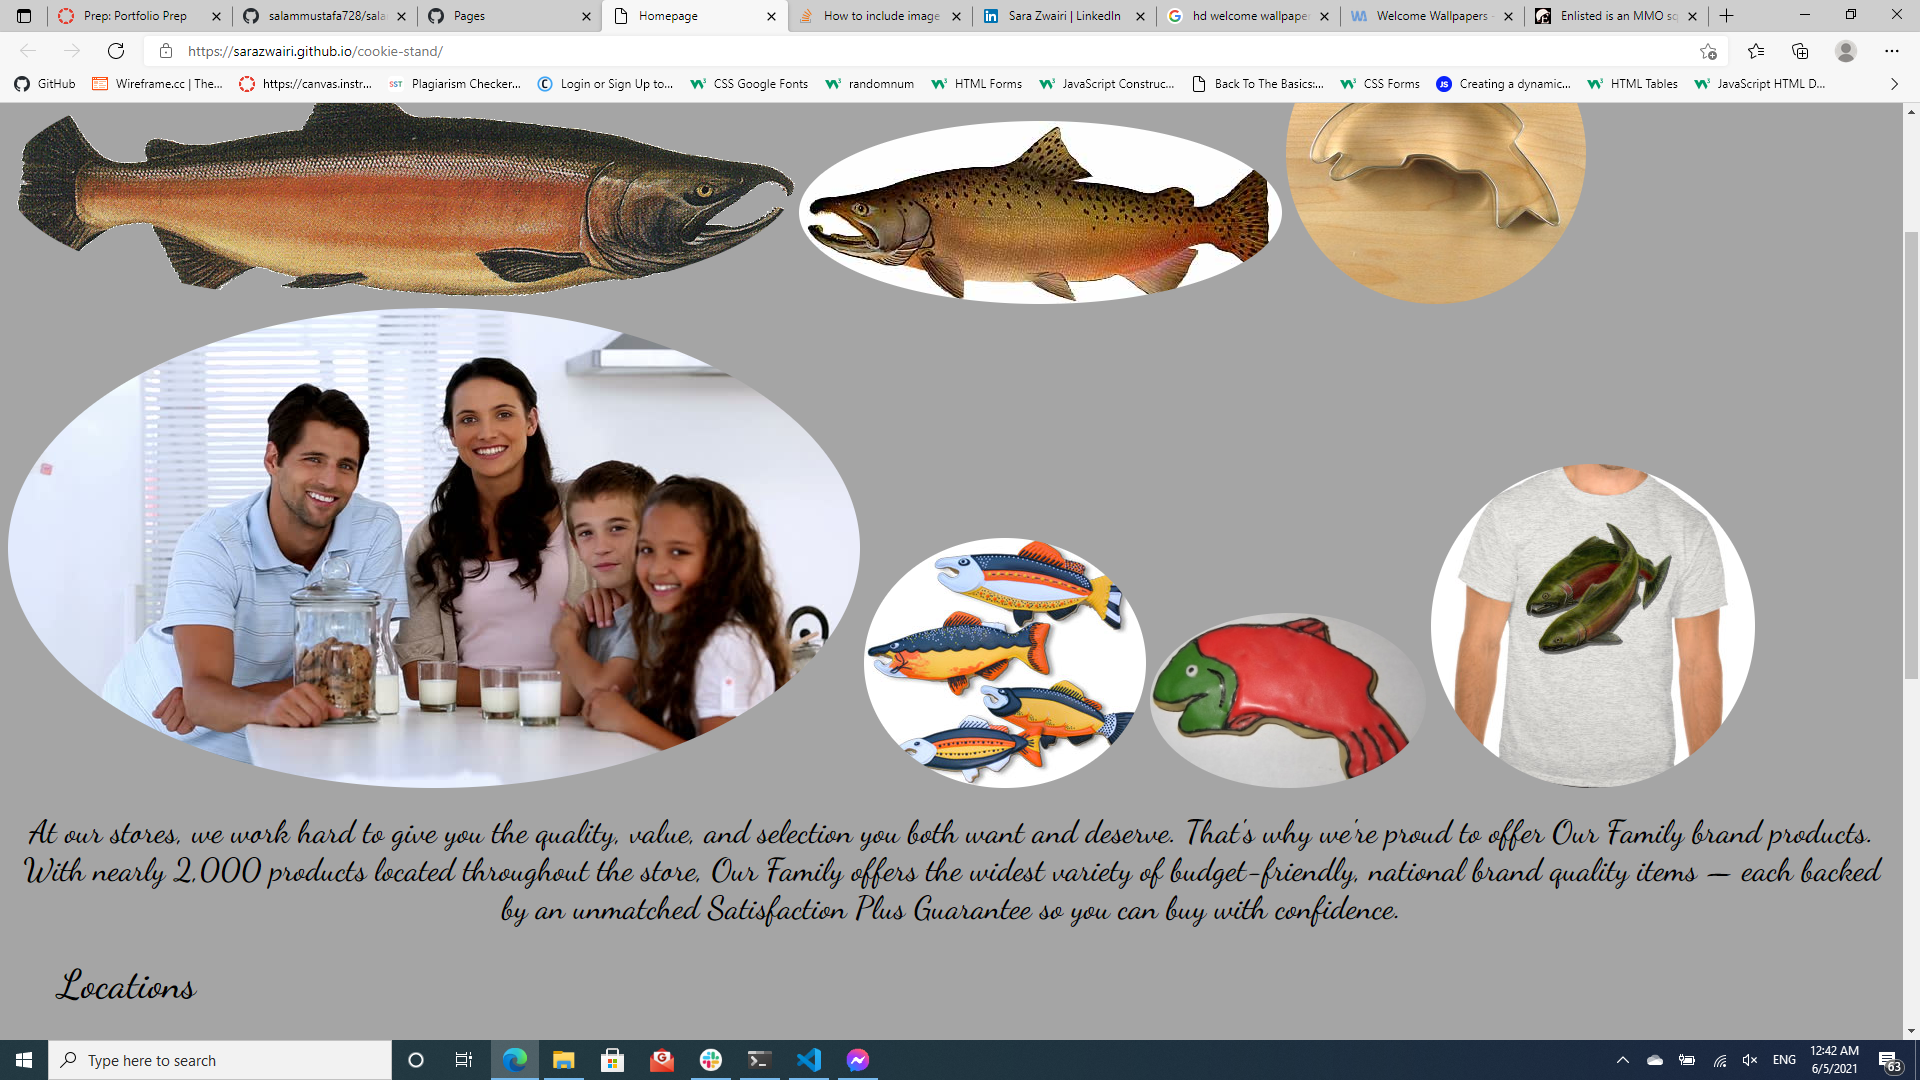 Prep: Portfolio Prep
salammustafa728/sala
Pages
Homepage
How to include image
Sara Zwairi | LinkedIn
hd welcome wallpaper
Welcome Wallpapers -
Enlisted is an MMO sq
https://sarazwairi.github.io/cookie-stand/
GitHub
Wireframe.cc | The...
https://canvas.instr...
SST
Plagiarism Checker...
Login or Sign Up to...
CSS Google Fonts
randomnum
HTML Forms
JavaScript Construc...
Back To The Basics:...
CSS Forms
JS
Creating a dynamic...
HTML Tables
JavaScript HTML D...
At our stores, we work hard to give you the quality, value, and selection you both want and deserve. That's why we're proud to offer Our Family brand products.
With nearly 2,000 products located throughout the store, Our Family offers the widest variety of budget-friendly, national brand quality items — each backed
by an unmatched Satisfaction Plus Guarantee so you can buy with confidence.
Locations
Type here to search
ENG
12:42 AM
6/5/2021
63